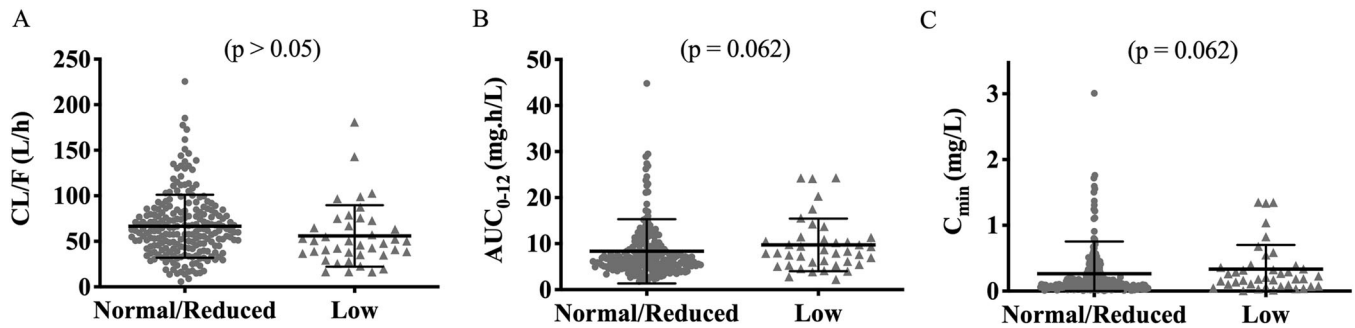 A
(p > 0.05)
CL/F (L/h)
250
200
150
100
50
0
Normal/Reduced
Low
B
(p = 0.062)
AUC0-12 (mg.h/L)
50
40
30
20
10
0
Normal/Reduced
Low
C
(p = 0.062)
Cmin (mg/L)
3
2
1
0
Normal/Reduced
Low